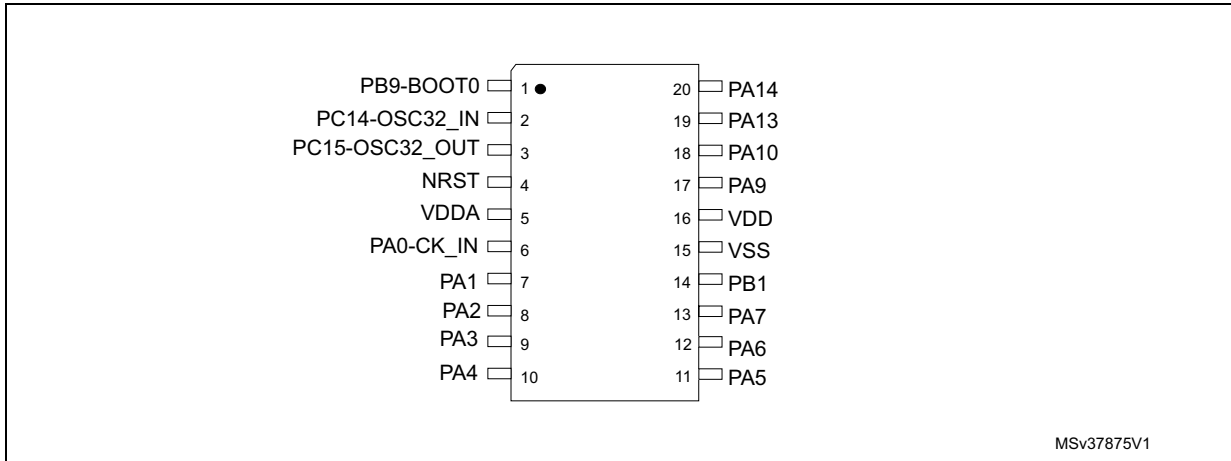 PB9-BOOT0 1 20 PA14
PC14-OSC32_IN 2 19 PA13
PC15-OSC32_OUT 3 18 PA10
NRST 4 17 PA9
VDDA 5 16 VDD
PA0-CK_IN 6 15 VSS
PA1 7 14 PB1
PA2 8 13 PA7
PA3 9 12 PA6
PA4 10 11 PA5
MSv37875V1